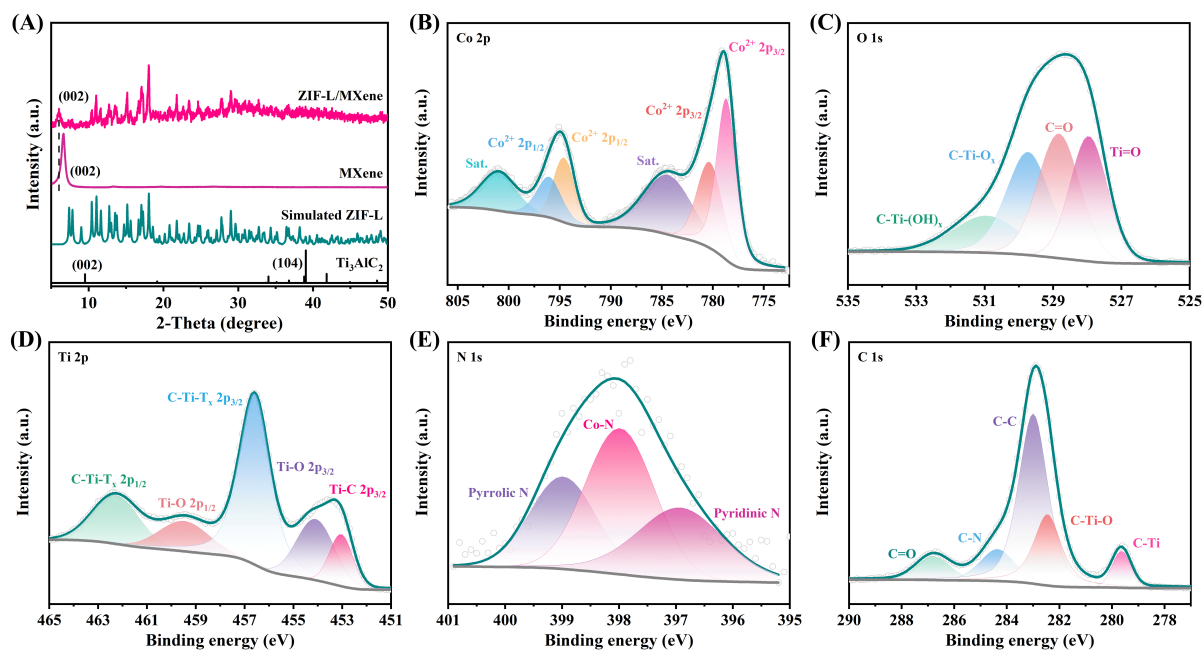 (A)
Intensity (a.u.)
(002)
ZIF-L/MXene
(002)
MXene
Simulated ZIF-L
(002)
(104)
Ti₃AlC₂
10 20 30 40 50
2-Theta (degree)
(B)
Intensity (a.u.)
Co 2p
Co²⁺ 2p₃/₂
Co²⁺ 2p₃/₂
Co²⁺ 2p₁/₂
Co²⁺ 2p₁/₂
Sat.
Sat.
805 800 795 790 785 780 775
Binding energy (eV)
(C)
Intensity (a.u.)
O 1s
C=O
C-Ti-Oₓ
Ti=O
C-Ti-(OH)ₓ
535 533 531 529 527 525
Binding energy (eV)
(D)
Intensity (a.u.)
Ti 2p
C-Ti-Tₓ 2p₃/₂
Ti-O 2p₃/₂
C-Ti-Tₓ 2p₁/₂
Ti-O 2p₁/₂
Ti-C 2p₃/₂
465 463 461 459 457 455 453 451
Binding energy (eV)
(E)
Intensity (a.u.)
N 1s
Co-N
Pyrrolic N
Pyridinic N
401 400 399 398 397 396 395
Binding energy (eV)
(F)
Intensity (a.u.)
C 1s
C-C
C-Ti-O
C-N
C=O
C-Ti
290 288 286 284 282 280 278
Binding energy (eV)